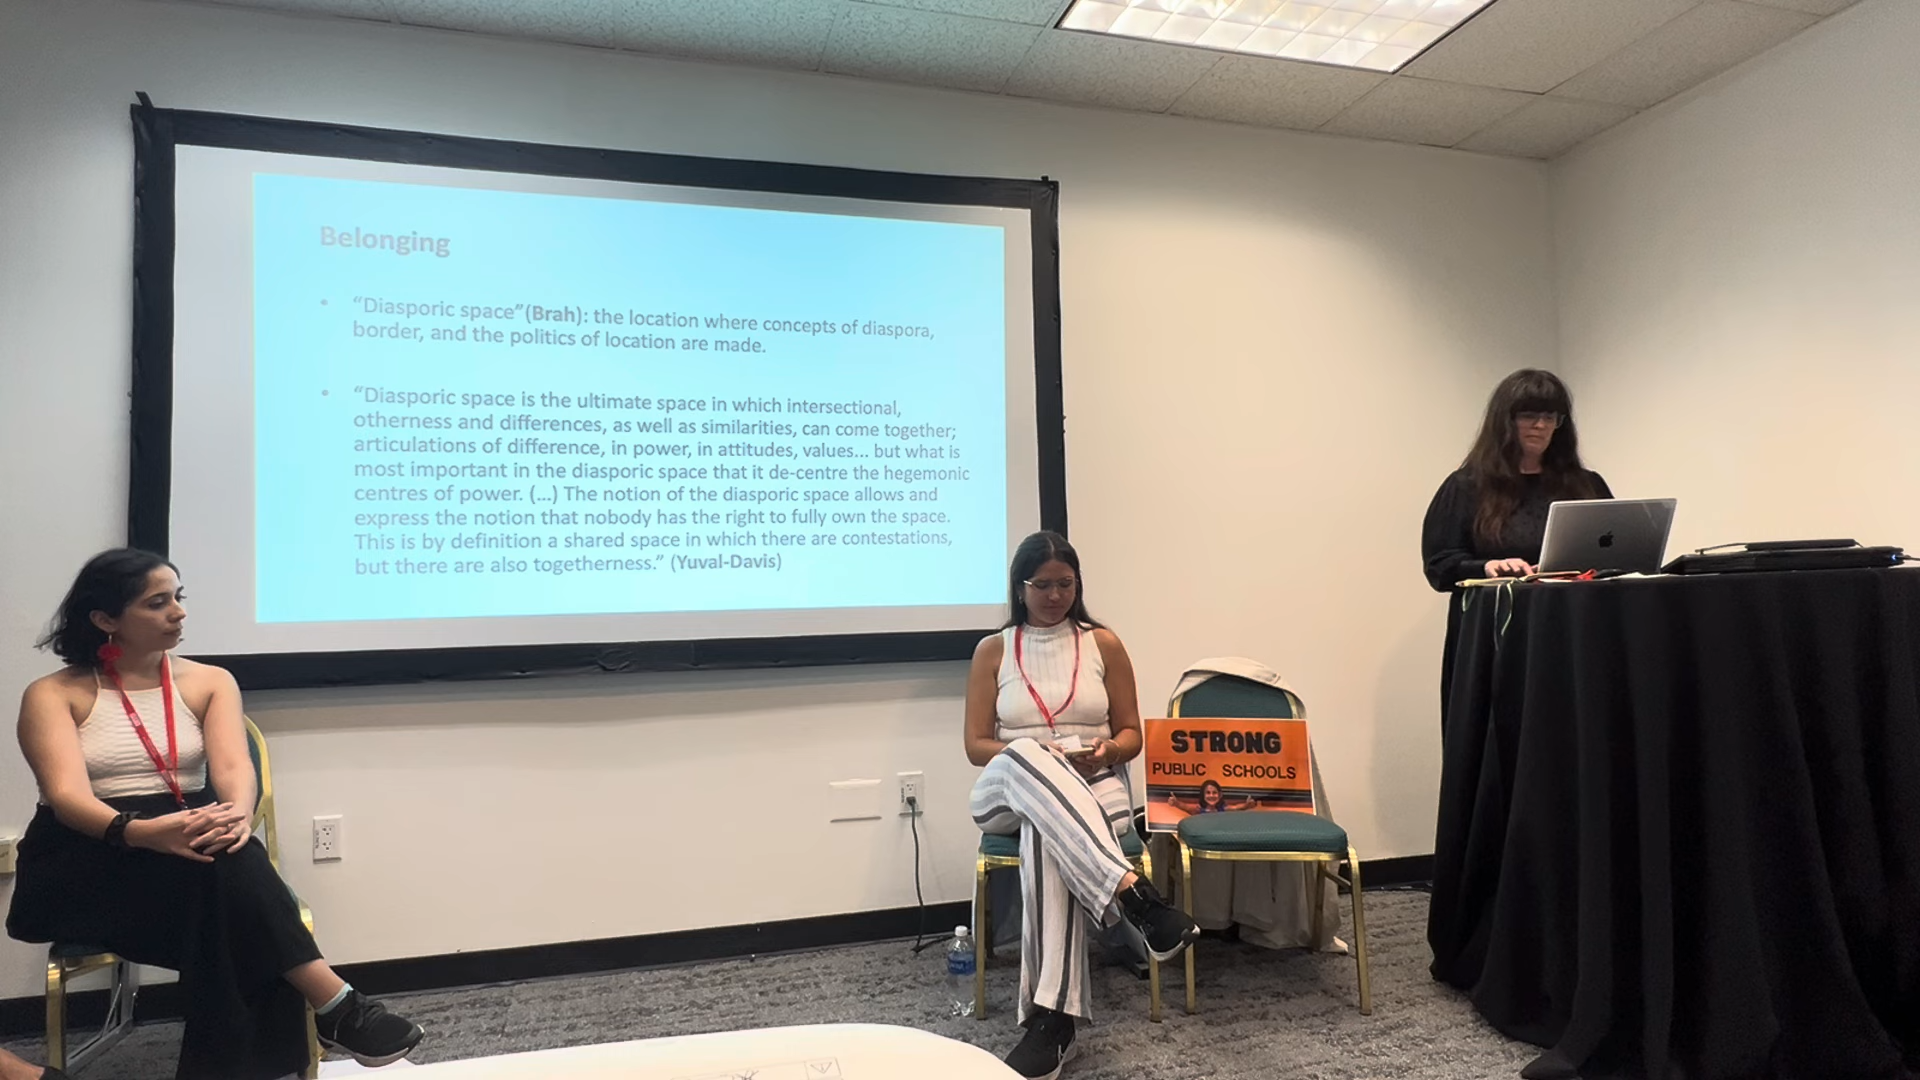 Belonging
• “Diasporic space”(Brah): the location where concepts of diaspora,
border, and the politics of location are made.
• “Diasporic space is the ultimate space in which intersectional,
otherness and differences, as well as similarities, can come together;
articulations of difference, in power, in attitudes, values... but what is
most important in the diasporic space that it de-centre the hegemonic
centres of power. (...) The notion of the diasporic space allows and
express the notion that nobody has the right to fully own the space.
This is by definition a shared space in which there are contestations,
but there are also togetherness.” (Yuval-Davis)
STRONG
PUBLIC SCHOOLS